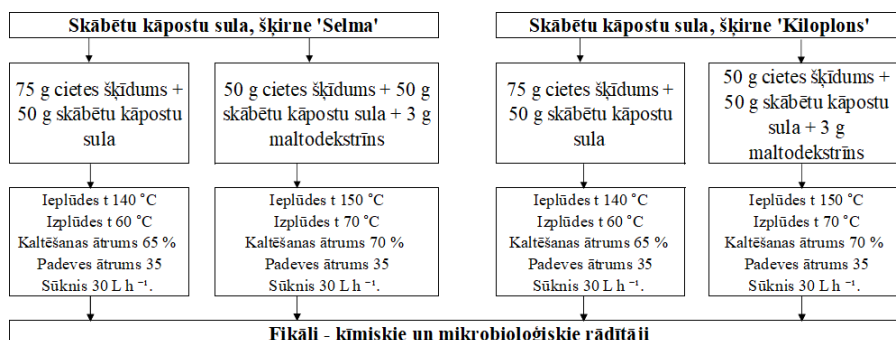 Skābētu kāpostu sula, šķirne 'Selma'
Skābētu kāpostu sula, šķirne 'Kiloplons'
75 g cietes šķīdums +
50 g skābētu kāpostu
sula
50 g cietes šķīdums + 50 g
skābētu kāpostu sula + 3 g
maltodekstrīns
75 g cietes šķīdums +
50 g skābētu kāpostu
sula
50 g cietes šķīdums +
50 g skābētu kāpostu
sula + 3 g
maltodekstrīns
Ieplūdes t 140 ˚C
Izplūdes t 60 ˚C
Kaltēšanas ātrums 65 %
Padeves ātrums 35
Sūknis 30 L h ⁻¹.
Ieplūdes t 150 ˚C
Izplūdes t 70 ˚C
Kaltēšanas ātrums 70 %
Padeves ātrums 35
Sūknis 30 L h ⁻¹.
Ieplūdes t 140 ˚C
Izplūdes t 60 ˚C
Kaltēšanas ātrums 65 %
Padeves ātrums 35
Sūknis 30 L h ⁻¹.
Ieplūdes t 150 ˚C
Izplūdes t 70 ˚C
Kaltēšanas ātrums 70 %
Padeves ātrums 35
Sūknis 30 L h ⁻¹.
Fikāli - ķīmiskie un mikrobioloģiskie rādītāji